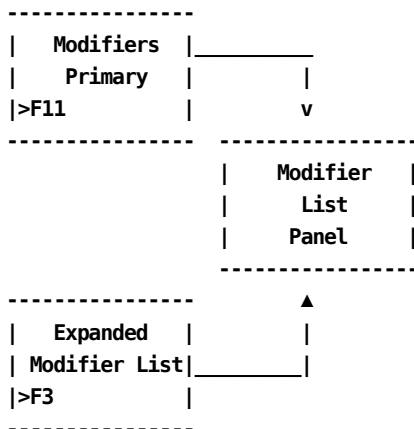 Modifiers
Primary
>F11
v
Modifier
List
Panel
Expanded
Modifier List
>F3